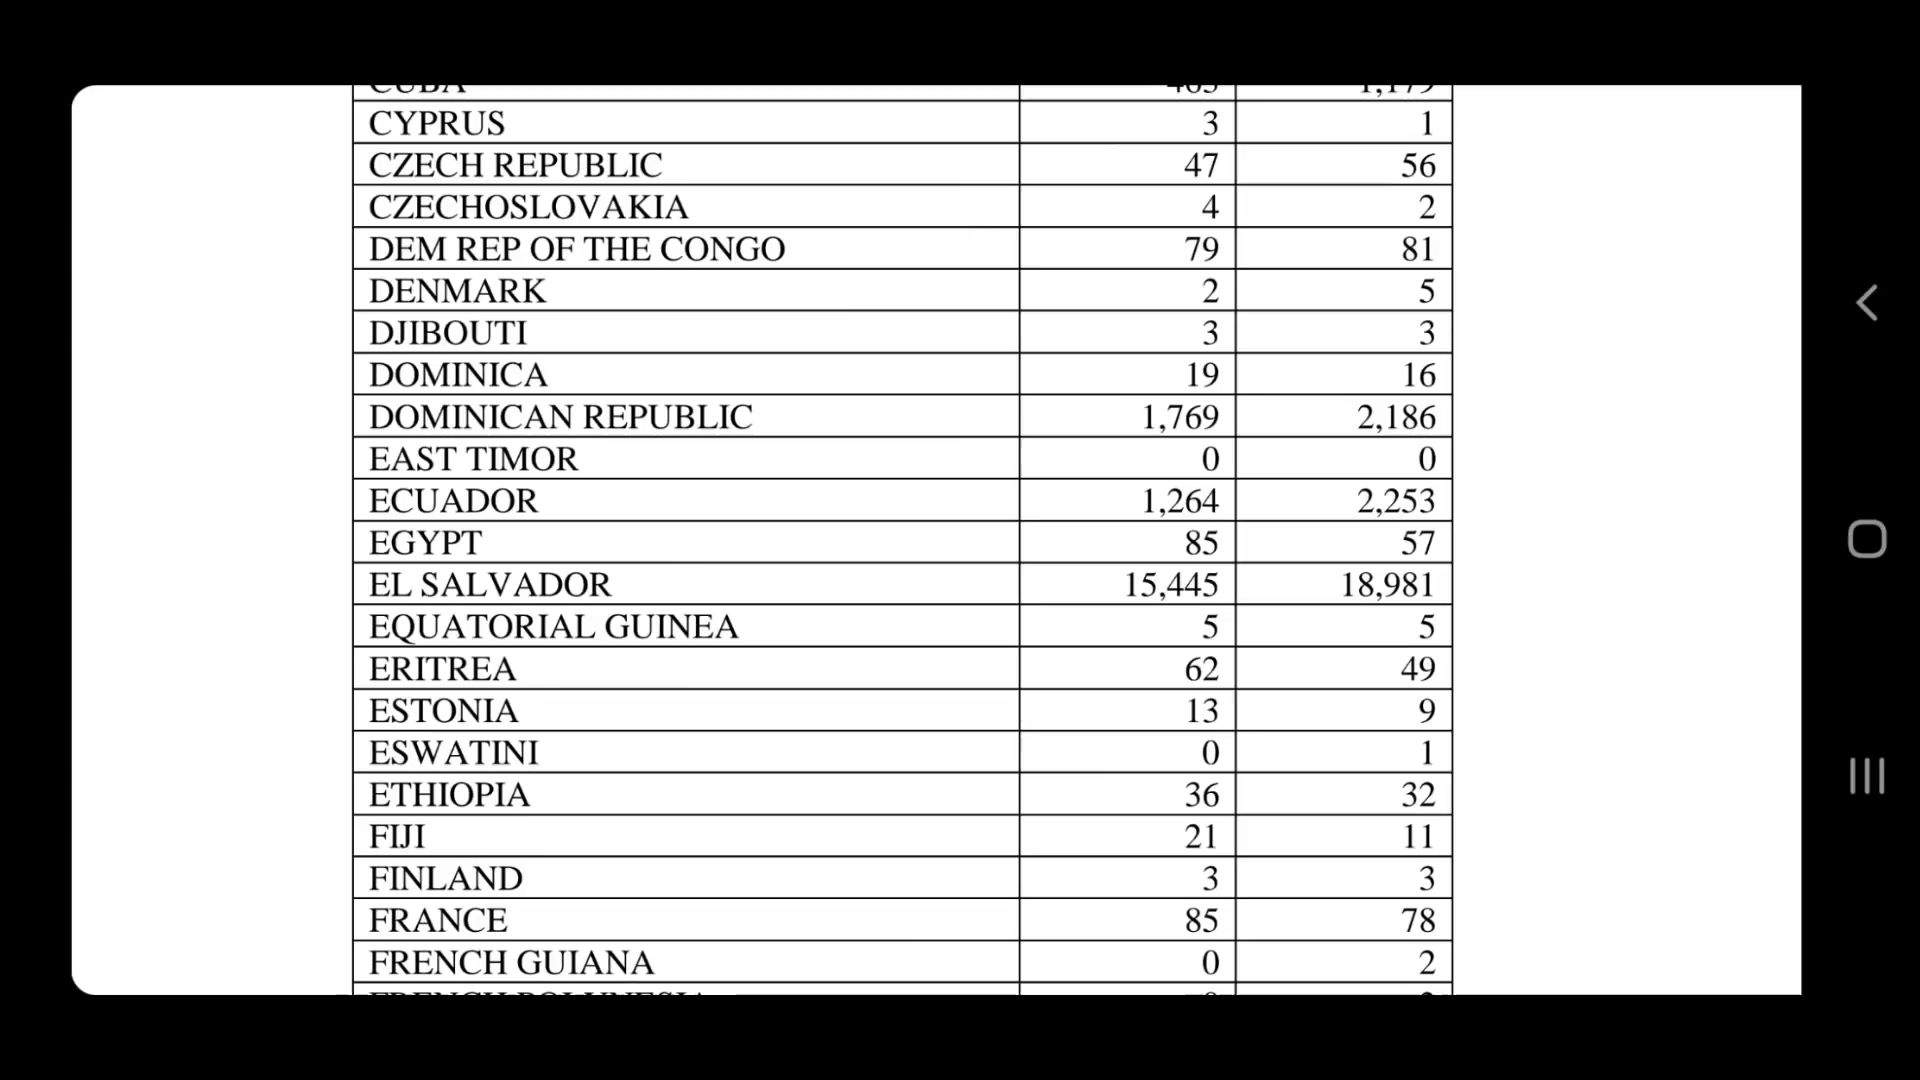 CUBA 463 1,179
CYPRUS 3 1
CZECH REPUBLIC 47 56
CZECHOSLOVAKIA 4 2
DEM REP OF THE CONGO 79 81
DENMARK 2 5
DJIBOUTI 3 3
DOMINICA 19 16
DOMINICAN REPUBLIC 1,769 2,186
EAST TIMOR 0 0
ECUADOR 1,264 2,253
EGYPT 85 57
EL SALVADOR 15,445 18,981
EQUATORIAL GUINEA 5 5
ERITREA 62 49
ESTONIA 13 9
ESWATINI 0 1
ETHIOPIA 36 32
FIJI 21 11
FINLAND 3 3
FRANCE 85 78
FRENCH GUIANA 0 2
FRENCH POLYNESIA